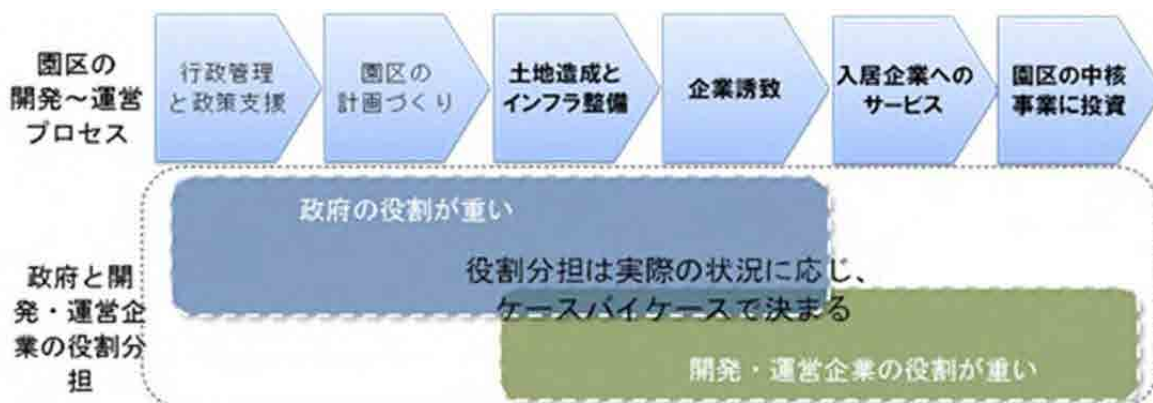 園区の
開発~運営
プロセス
行政管理
と政策支援
園区の
計画づくり
土地造成と
インフラ整備
企業誘致
入居企業への
サービス
園区の中核
事業に投資
政府と開
発・運営企
業の役割分
担
政府の役割が重い
役割分担は実際の状況に応じ、
ケースバイケースで決まる
開発・運営企業の役割が重い